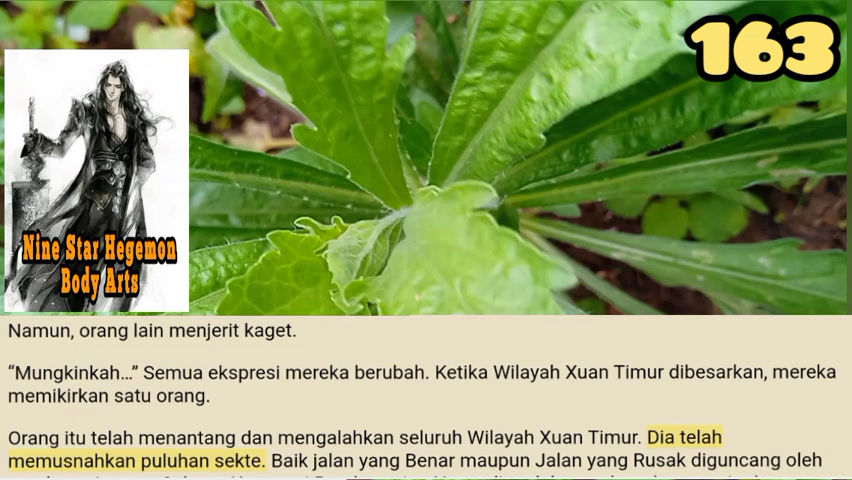 163
Nine Star Hegemon
Body Arts
Namun, orang lain menjerit kaget.
“Mungkinkah…” Semua ekspresi mereka berubah. Ketika Wilayah Xuan Timur dibesarkan, mereka
memikirkan satu orang.
Orang itu telah menantang dan mengalahkan seluruh Wilayah Xuan Timur. Dia telah
memusnahkan puluhan sekte. Baik jalan yang Benar maupun Jalan yang Rusak diguncang oleh